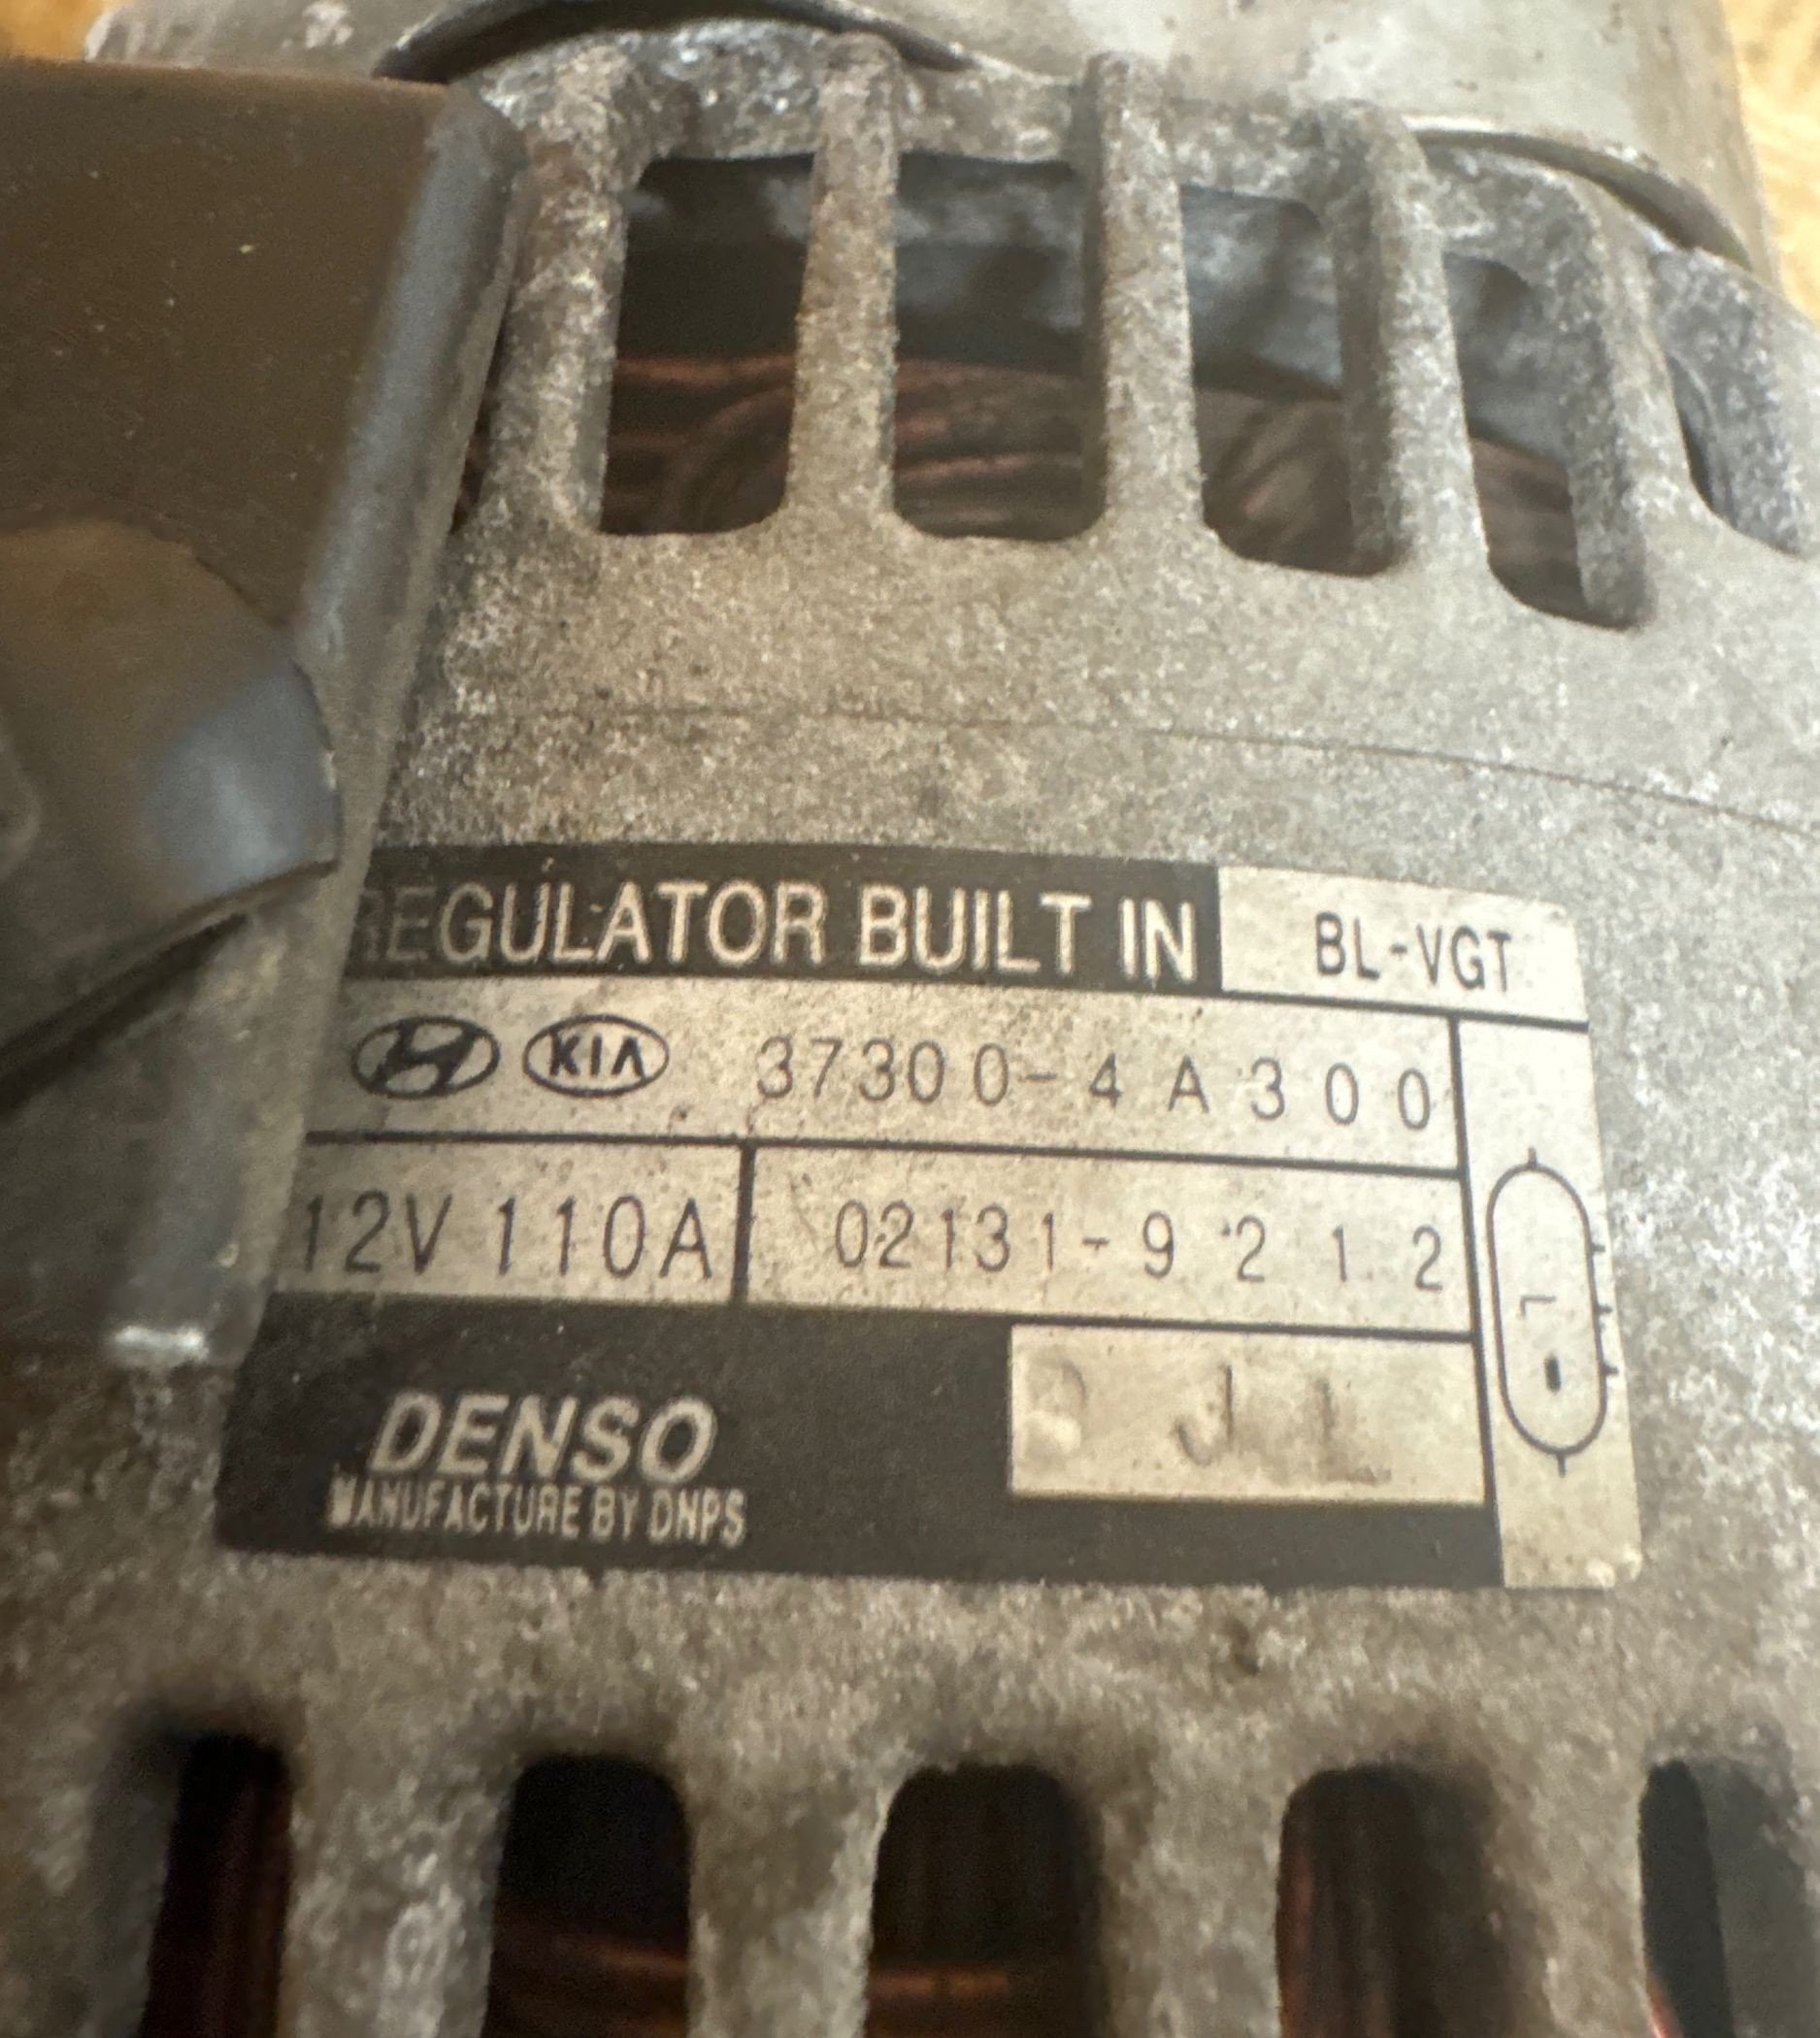 REGULATOR BUILT IN BL-VGT
KIA 37300-4A300
12V 110A 02131-9212
L
DENSO
MANUFACTURE BY DNPS